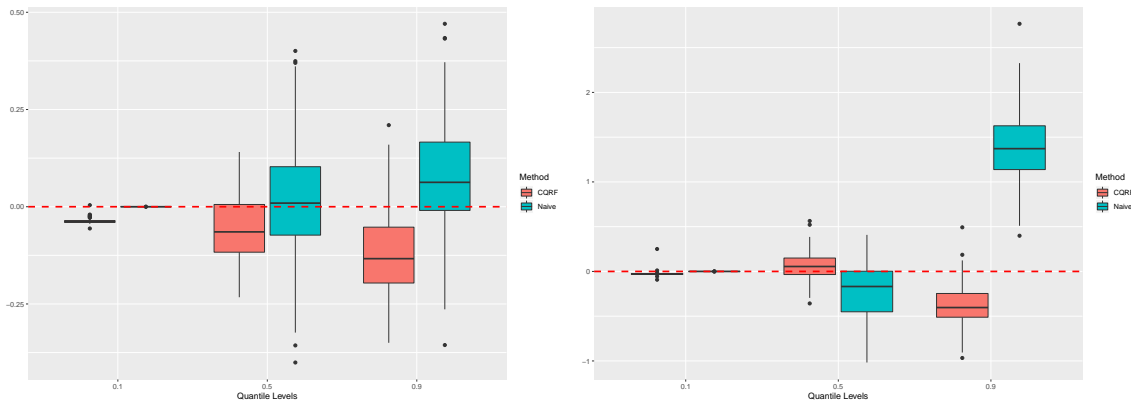 0.50
0.25
0.00
−0.25
0.1
0.5
0.9
Quantile Levels
Method
CQRF
Naive
2
1
0
−1
0.1
0.5
0.9
Quantile Levels
Method
CQRF
Naive